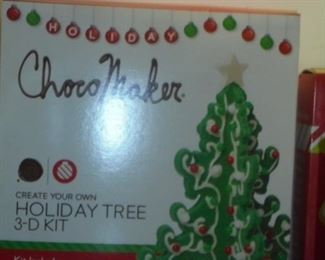 HOLIDAY
ChocoMaker.
CREATE YOUR OWN
HOLIDAY TREE
3-D KIT